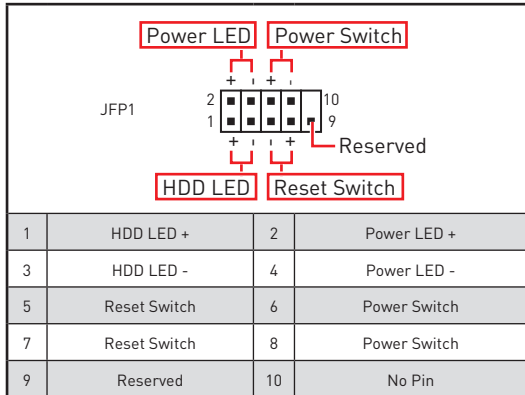 Power LED Power Switch
+ - + -
2 10
JFP1
1 9
+ - - +
Reserved
HDD LED Reset Switch
1 HDD LED + 2 Power LED +
3 HDD LED - 4 Power LED -
5 Reset Switch 6 Power Switch
7 Reset Switch 8 Power Switch
9 Reserved 10 No Pin